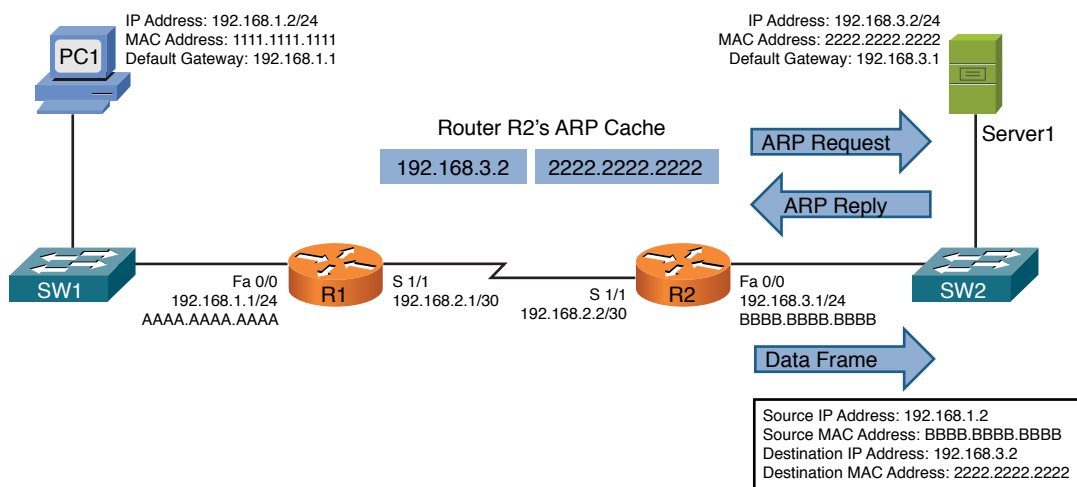 IP Address: 192.168.1.2/24
MAC Address: 1111.1111.1111
Default Gateway: 192.168.1.1
PC1
IP Address: 192.168.3.2/24
MAC Address: 2222.2222.2222
Default Gateway: 192.168.3.1
Server1
Router R2's ARP Cache
192.168.3.2
2222.2222.2222
ARP Request
ARP Reply
SW1
Fa 0/0
192.168.1.1/24
AAAA.AAAA.AAAA
R1
S 1/1
192.168.2.1/30
S 1/1
192.168.2.2/30
R2
Fa 0/0
192.168.3.1/24
BBBB.BBBB.BBBB
SW2
Data Frame
Source IP Address: 192.168.1.2
Source MAC Address: BBBB.BBBB.BBBB
Destination IP Address: 192.168.3.2
Destination MAC Address: 2222.2222.2222